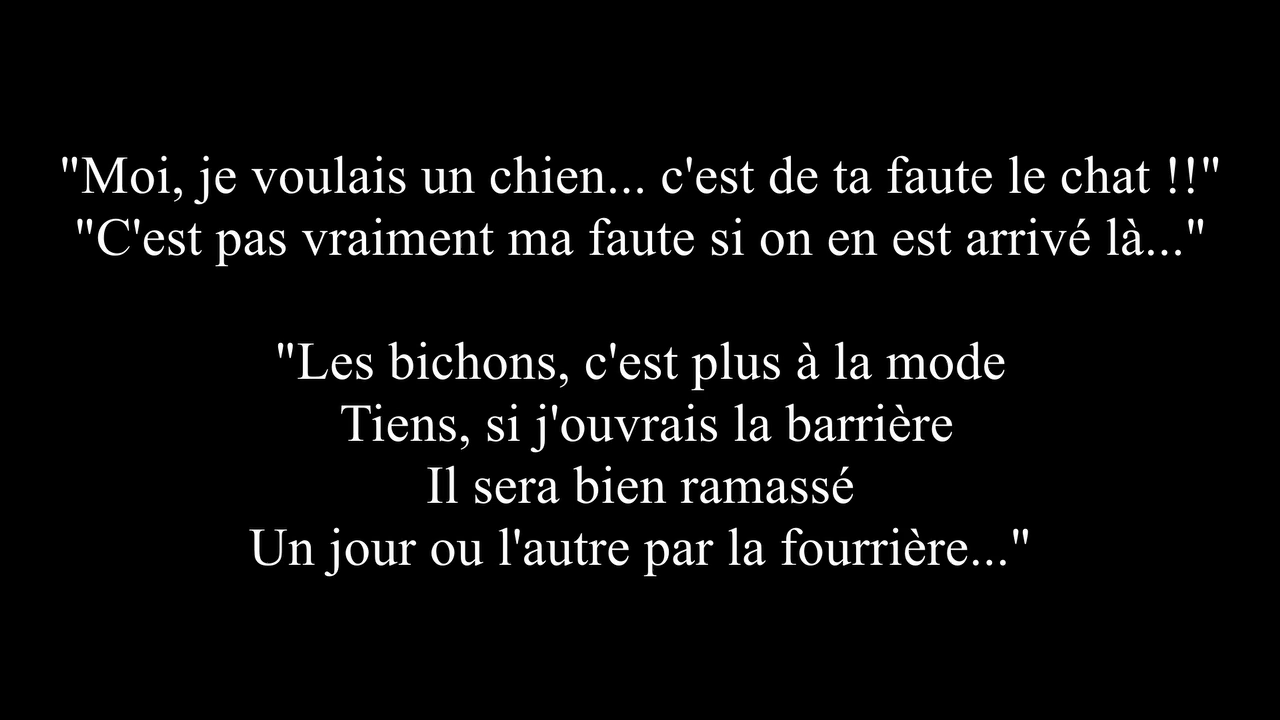 "Moi, je voulais un chien... c'est de ta faute le chat !!"
"C'est pas vraiment ma faute si on en est arrivé là..."
"Les bichons, c'est plus à la mode
Tiens, si j'ouvrais la barrière
Il sera bien ramassé
Un jour ou l'autre par la fourrière..."